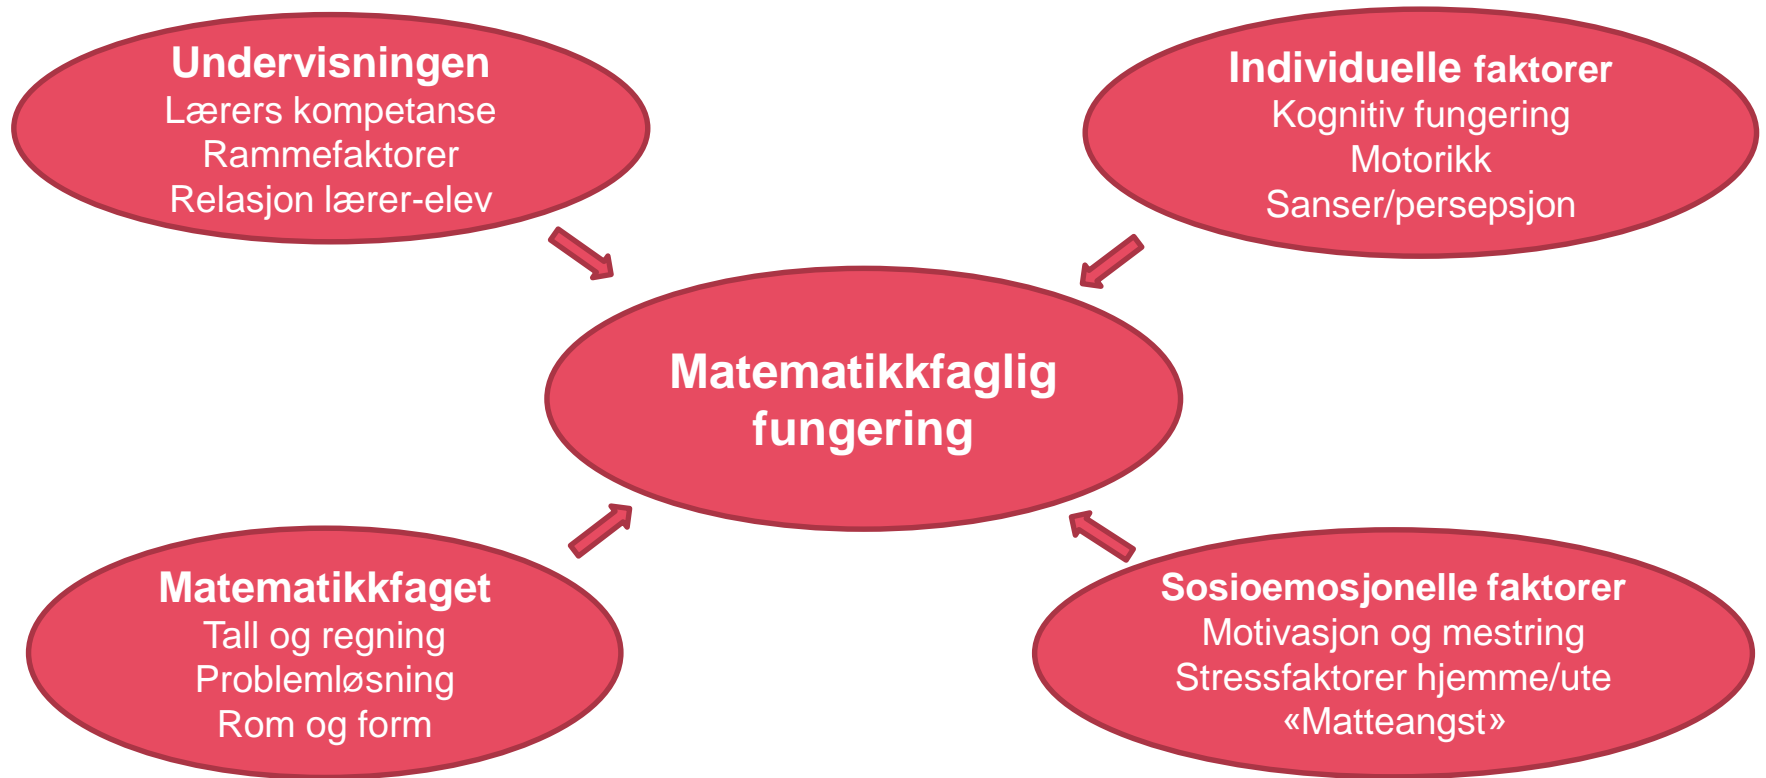 Undervisningen
Lærers kompetanse
Rammefaktorer
Relasjon lærer-elev
Individuelle faktorer
Kognitiv fungering
Motorikk
Sanser/persepsjon
Matematikkfaglig
fungering
Matematikkfaget
Tall og regning
Problemløsning
Rom og form
Sosioemosjonelle faktorer
Motivasjon og mestring
Stressfaktorer hjemme/ute
«Matteangst»